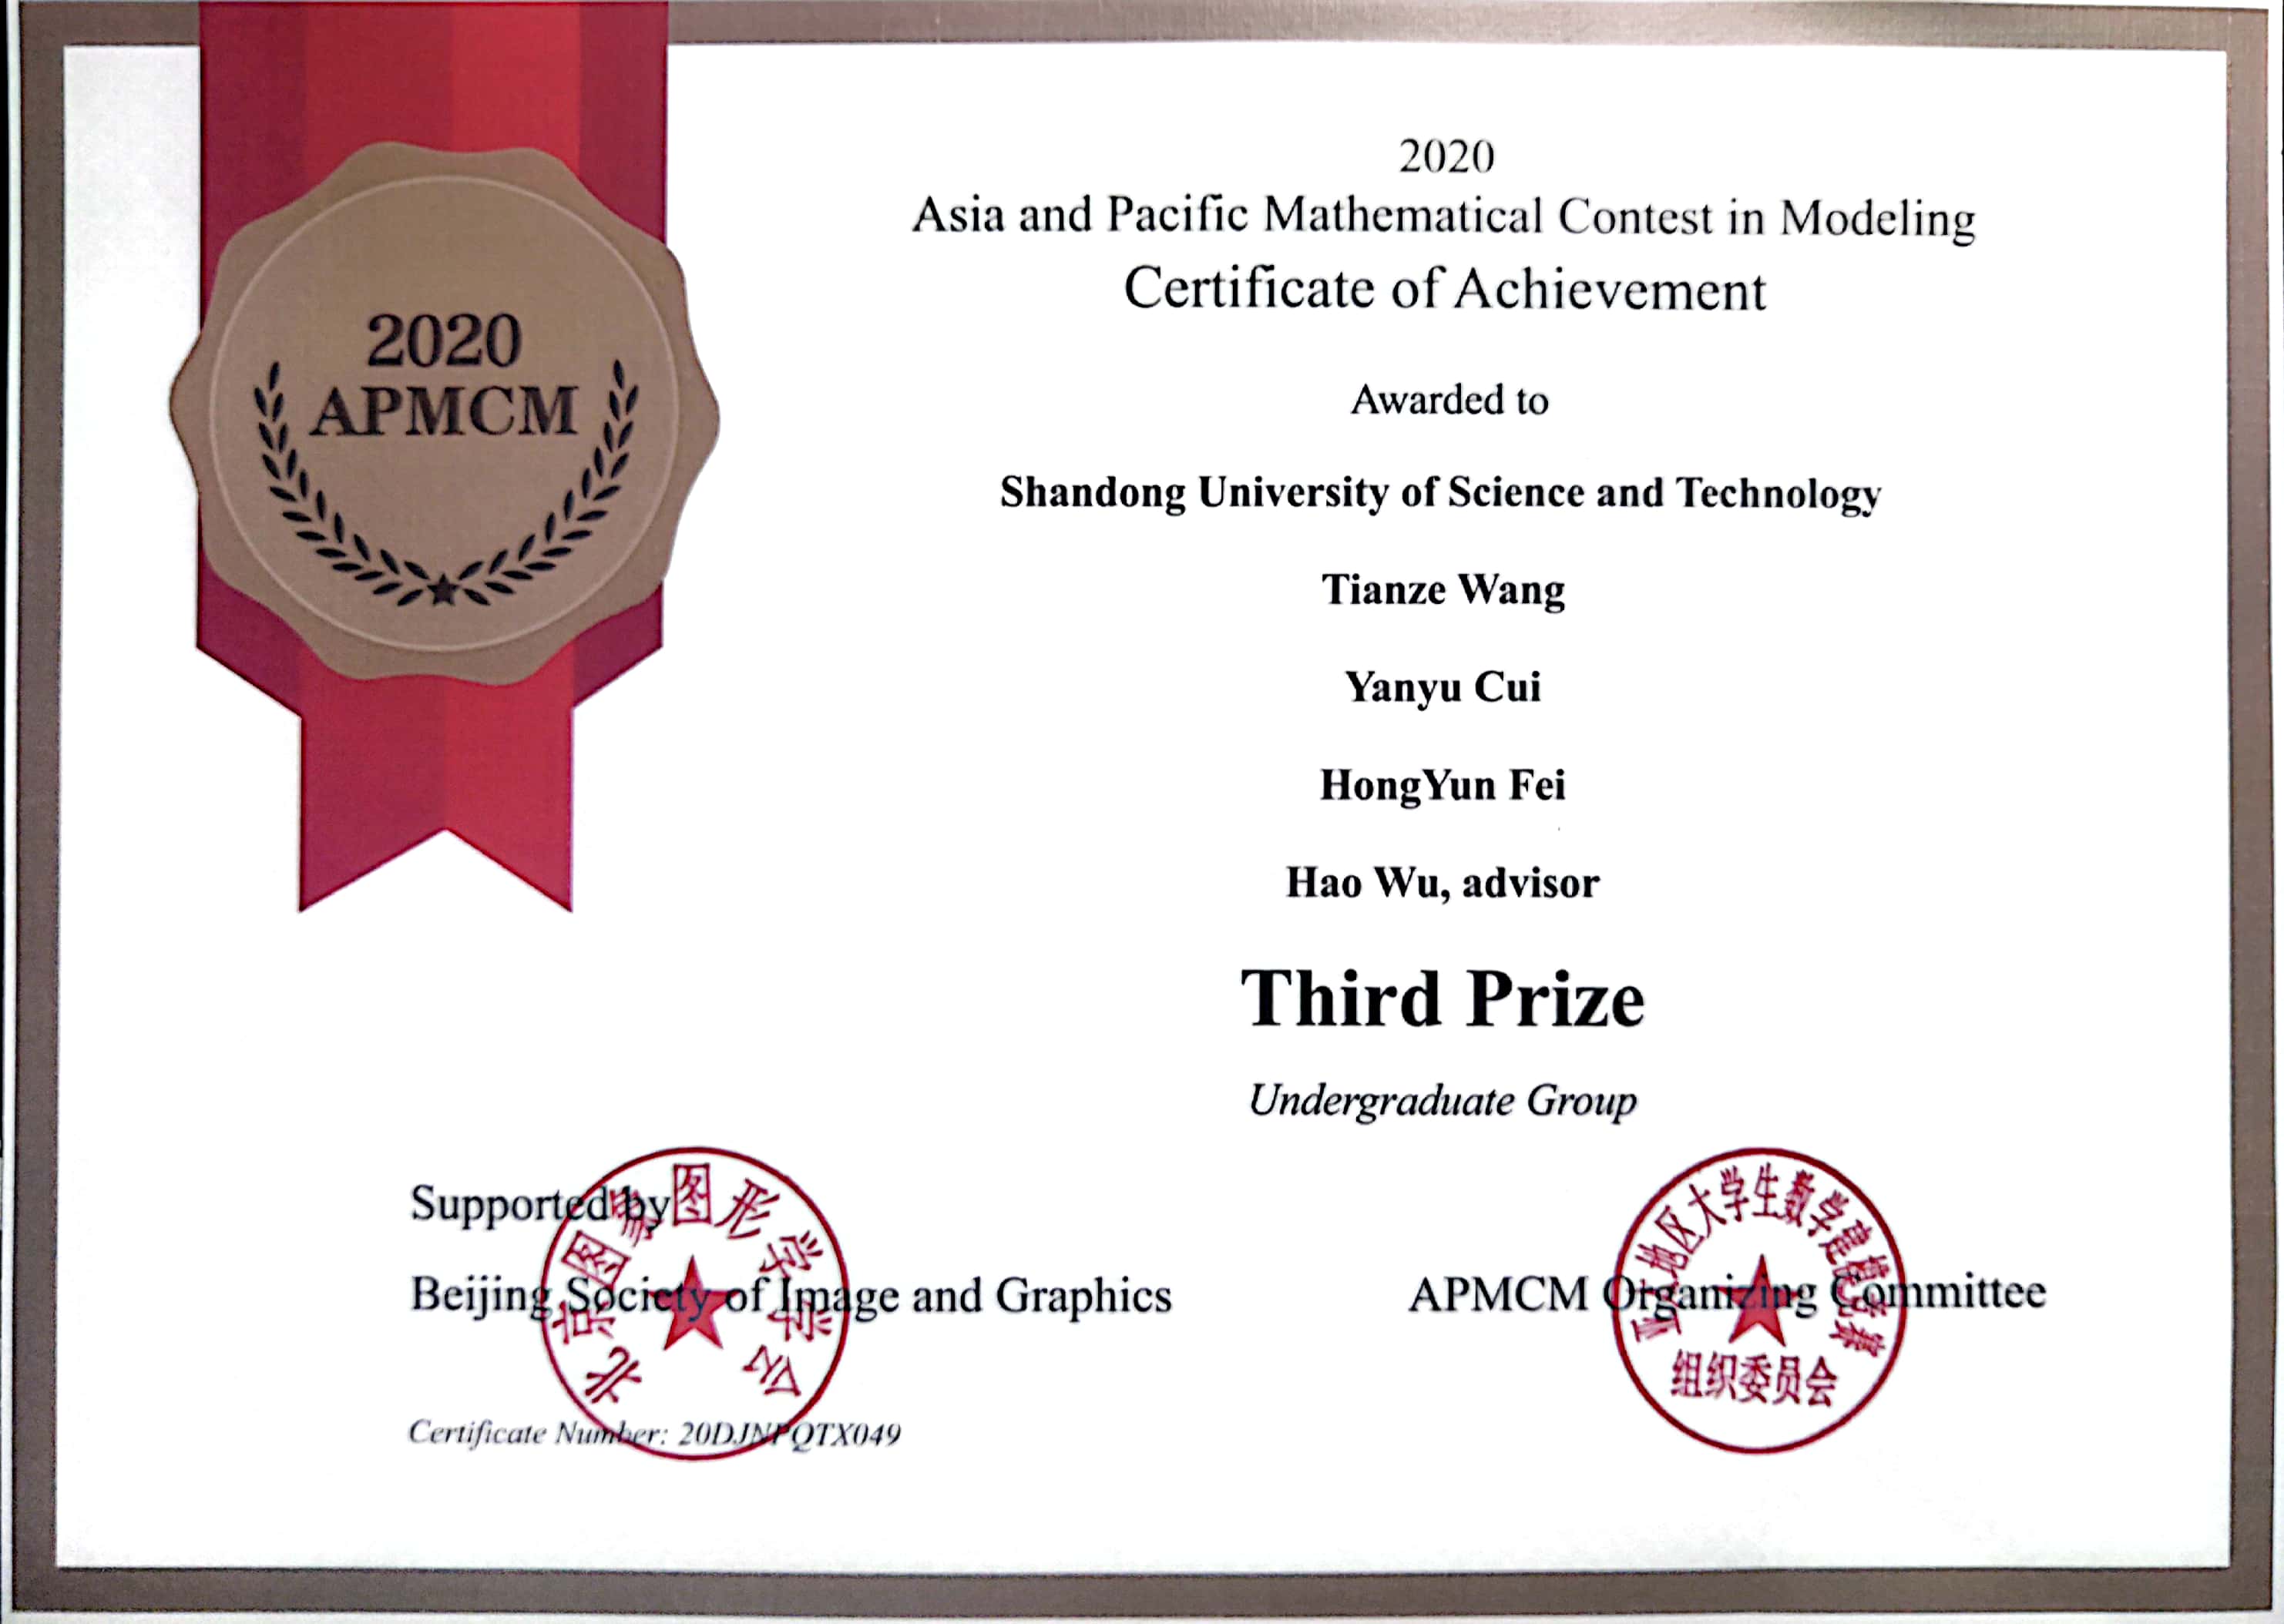 2020
APMCM
2020
Asia and Pacific Mathematical Contest in Modeling
Certificate of Achievement
Awarded to
Shandong University of Science and Technology
Tianze Wang
Yanyu Cui
HongYun Fei
Hao Wu, advisor
Third Prize
Undergraduate Group
Supported by
Beijing Society of Image and Graphics
北京图象图形学学会
Certificate Number: 20DJNPQTX049
APMCM Organizing Committee
亚太地区大学生数学建模竞赛
组织委员会